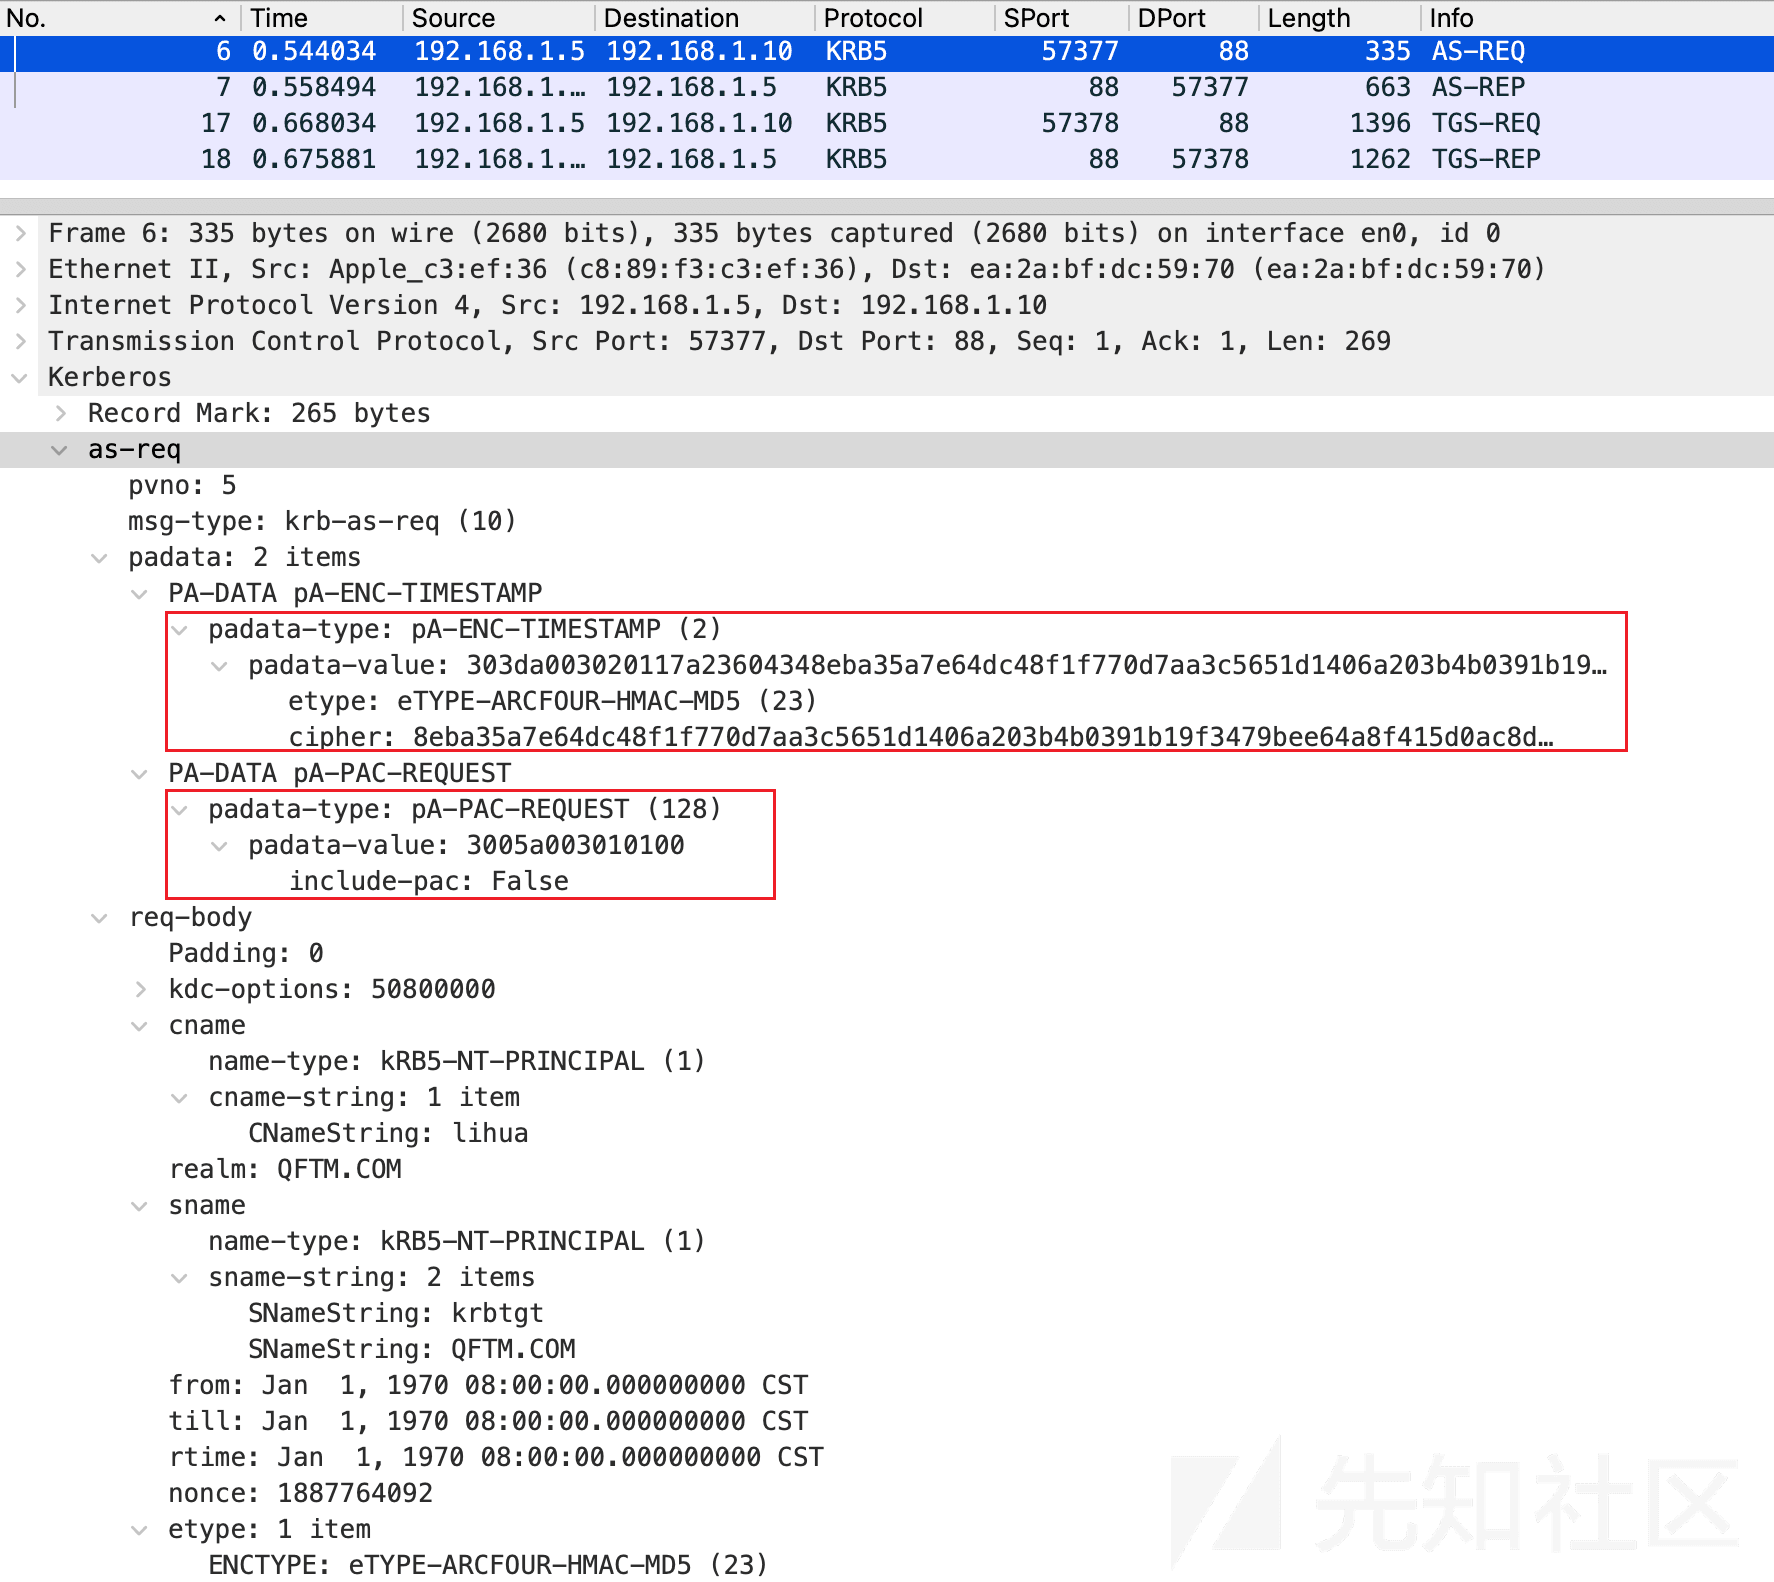 No. Time Source Destination Protocol SPort DPort Length Info
6 0.544034 192.168.1.5 192.168.1.10 KRB5 57377 88 335 AS-REQ
7 0.558494 192.168.1.… 192.168.1.5 KRB5 88 57377 663 AS-REP
17 0.668034 192.168.1.5 192.168.1.10 KRB5 57378 88 1396 TGS-REQ
18 0.675881 192.168.1.… 192.168.1.5 KRB5 88 57378 1262 TGS-REP
Frame 6: 335 bytes on wire (2680 bits), 335 bytes captured (2680 bits) on interface en0, id 0
Ethernet II, Src: Apple_c3:ef:36 (c8:89:f3:c3:ef:36), Dst: ea:2a:bf:dc:59:70 (ea:2a:bf:dc:59:70)
Internet Protocol Version 4, Src: 192.168.1.5, Dst: 192.168.1.10
Transmission Control Protocol, Src Port: 57377, Dst Port: 88, Seq: 1, Ack: 1, Len: 269
Kerberos
Record Mark: 265 bytes
as-req
pvno: 5
msg-type: krb-as-req (10)
padata: 2 items
PA-DATA pA-ENC-TIMESTAMP
padata-type: pA-ENC-TIMESTAMP (2)
padata-value: 303da003020117a23604348eba35a7e64dc48f1f770d7aa3c5651d1406a203b4b0391b19…
etype: eTYPE-ARCFOUR-HMAC-MD5 (23)
cipher: 8eba35a7e64dc48f1f770d7aa3c5651d1406a203b4b0391b19f3479bee64a8f415d0ac8d…
PA-DATA pA-PAC-REQUEST
padata-type: pA-PAC-REQUEST (128)
padata-value: 3005a003010100
include-pac: False
req-body
Padding: 0
kdc-options: 50800000
cname
name-type: kRB5-NT-PRINCIPAL (1)
cname-string: 1 item
CNameString: lihua
realm: QFTM.COM
sname
name-type: kRB5-NT-PRINCIPAL (1)
sname-string: 2 items
SNameString: krbtgt
SNameString: QFTM.COM
from: Jan  1, 1970 08:00:00.000000000 CST
till: Jan  1, 1970 08:00:00.000000000 CST
rtime: Jan  1, 1970 08:00:00.000000000 CST
nonce: 1887764092
etype: 1 item
ENCTYPE: eTYPE-ARCFOUR-HMAC-MD5 (23)
先知社区